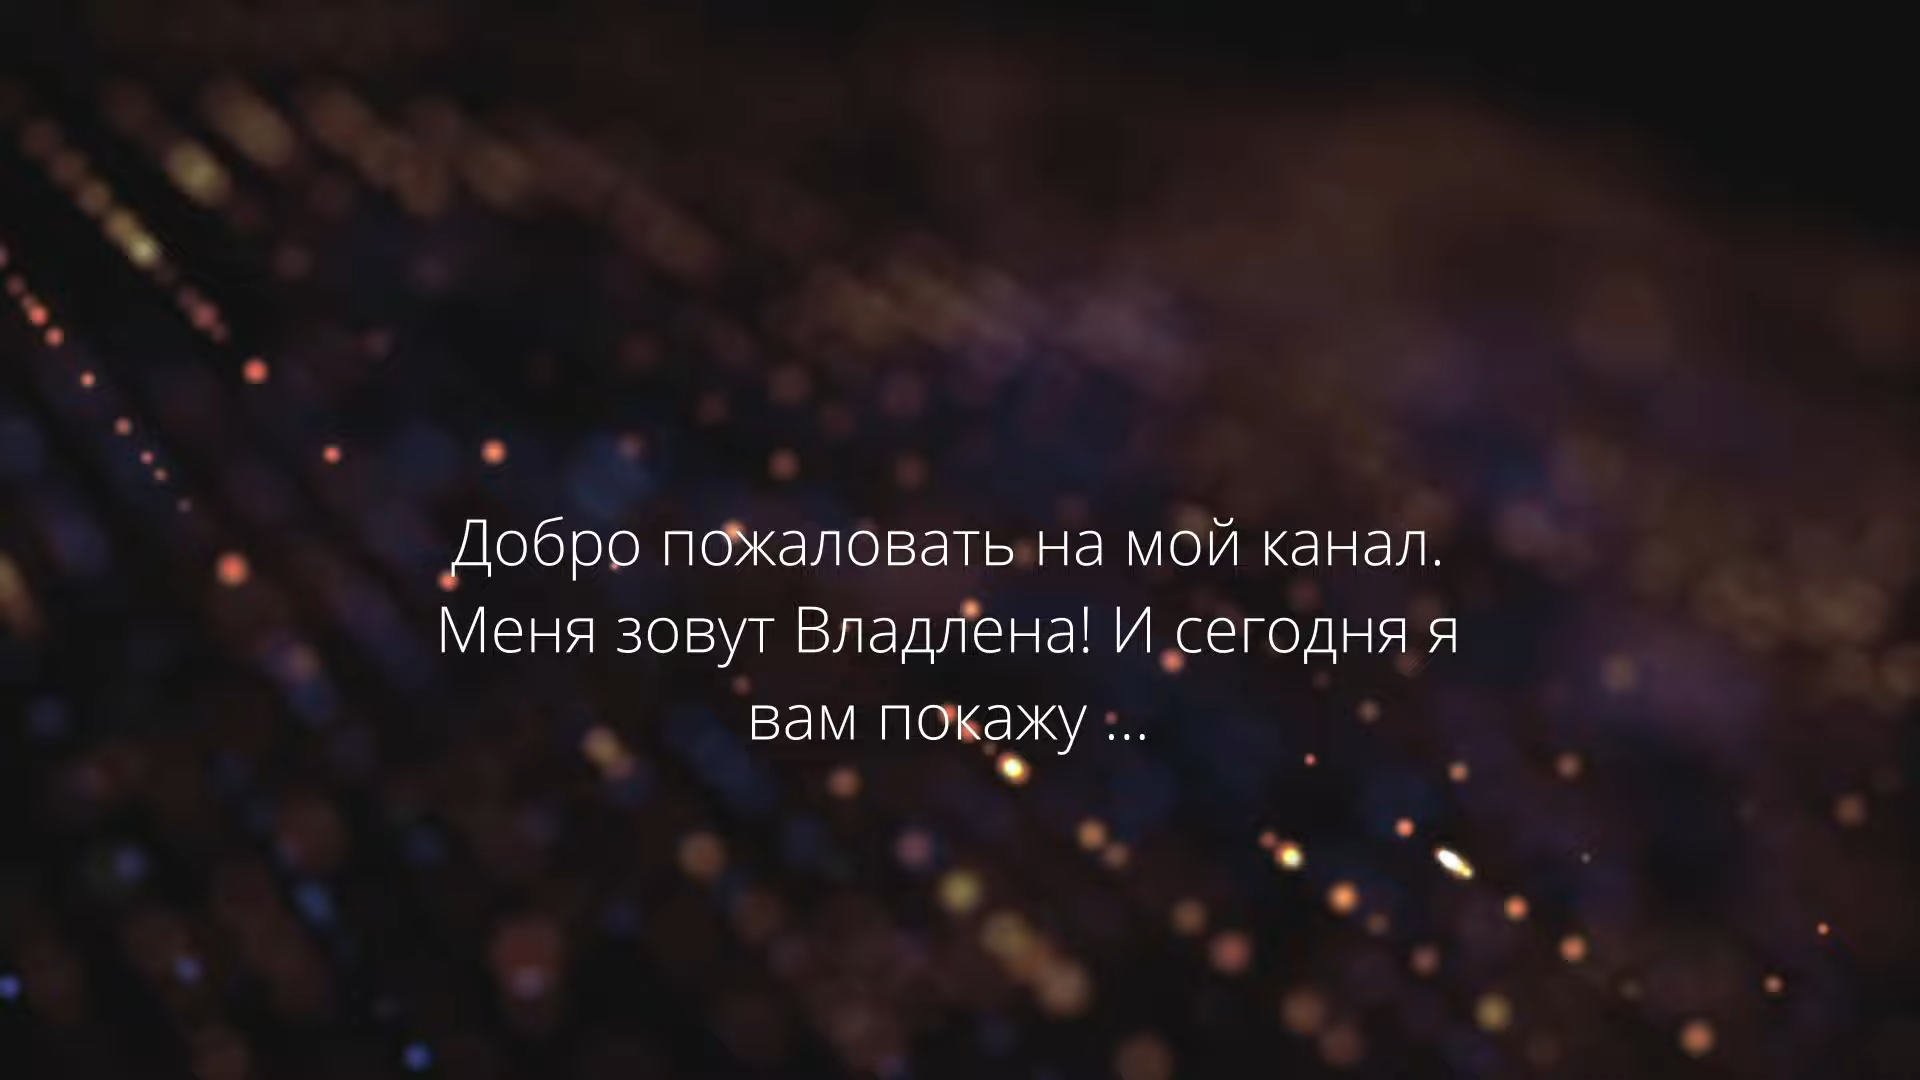 Добро пожаловать на мой канал.
Меня зовут Владлена! И сегодня я
вам покажу ...